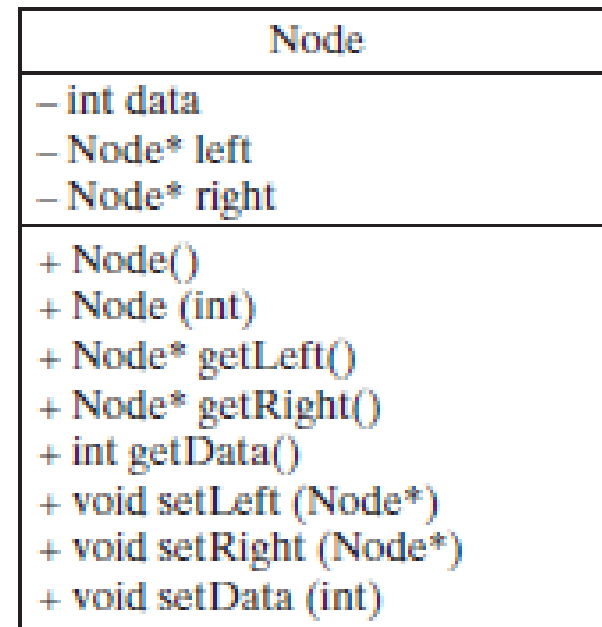 Node
– int data
– Node* left
– Node* right
+ Node()
+ Node (int)
+ Node* getLeft()
+ Node* getRight()
+ int getData()
+ void setLeft (Node*)
+ void setRight (Node*)
+ void setData (int)